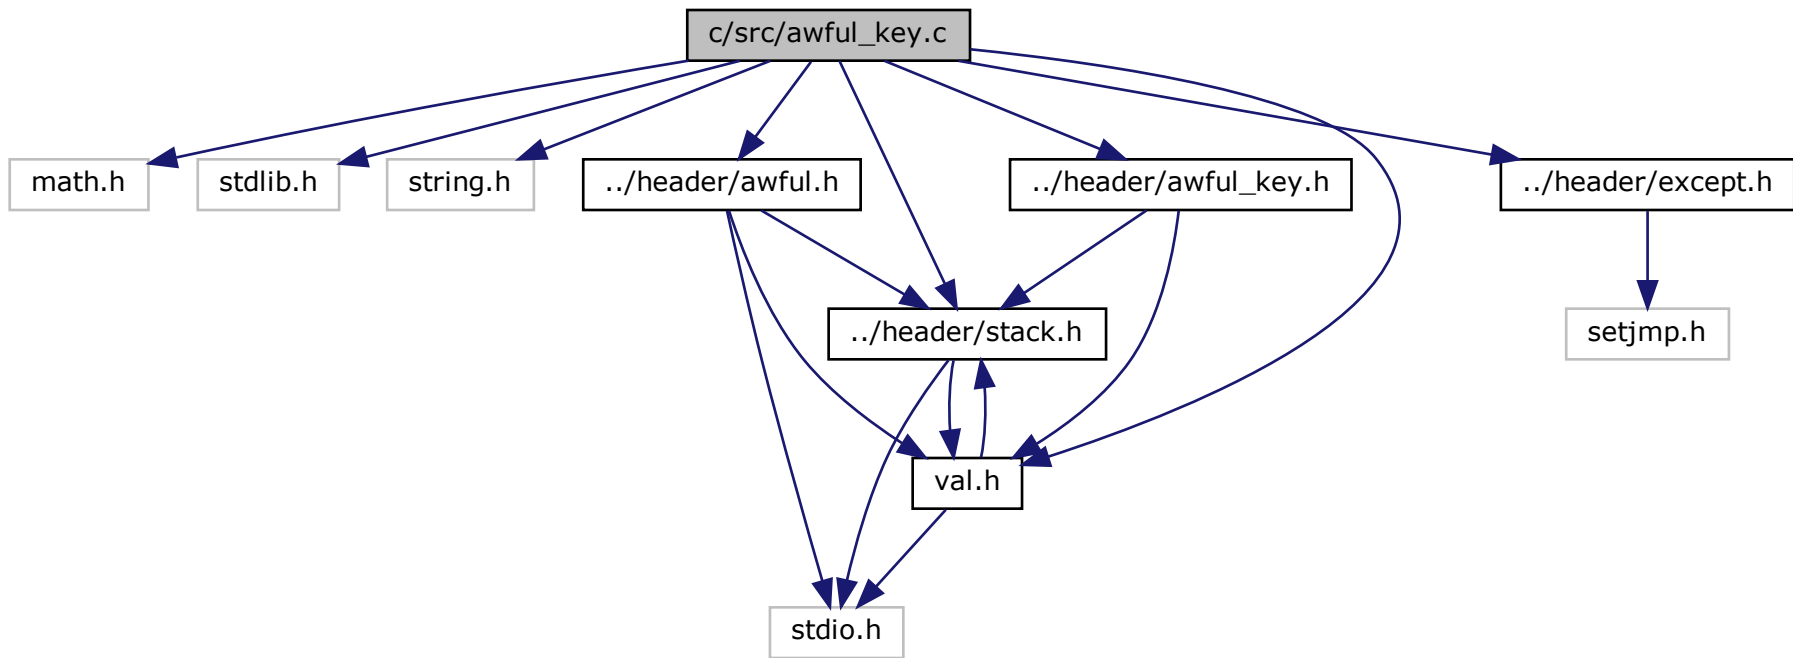 c/src/awful_key.c
math.h
stdlib.h
string.h
../header/awful.h
../header/awful_key.h
../header/except.h
../header/stack.h
setjmp.h
val.h
stdio.h